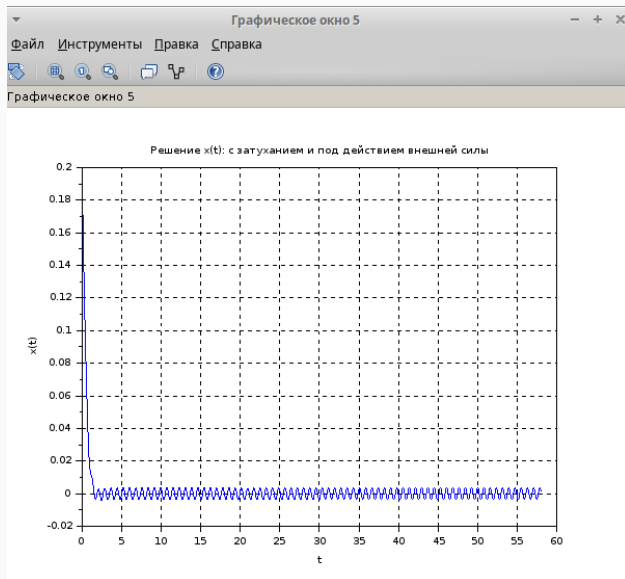 Графическое окно 5
Файл Инструменты Правка Справка
Графическое окно 5
Решение x(t): с затуханием и под действием внешней силы
0.2
0.18
0.16
0.14
0.12
0.1
0.08
0.06
0.04
0.02
0
-0.02
x(t)
0 5 10 15 20 25 30 35 40 45 50 55 60
t